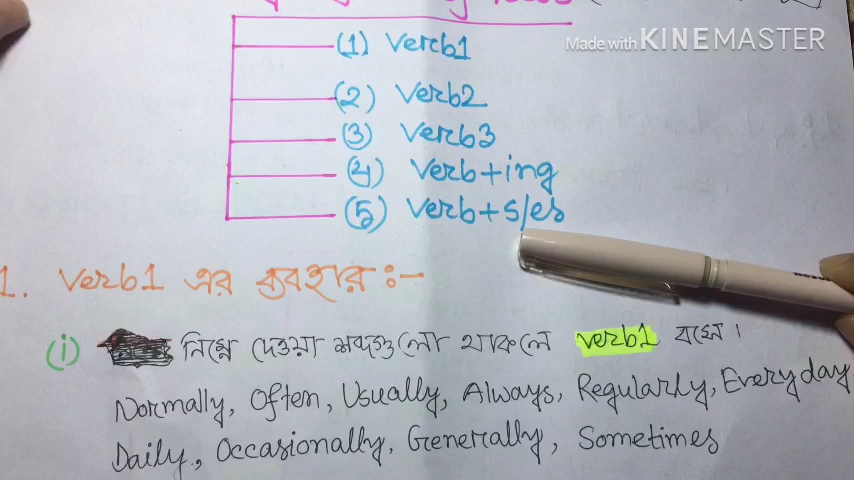 (1) Verb1
Made with KINEMASTER
(2) Verb2
(3) Verb3
(4) Verb+ing
(5) Verb+s/es
1. Verb1 এর ব্যবহার :-
(i) নিম্নে দেওয়া শব্দগুলো থাকলে verb1 বসে।
Normally, Often, Usually, Always, Regularly, Everyday
Daily, Occasionally, Generally, Sometimes